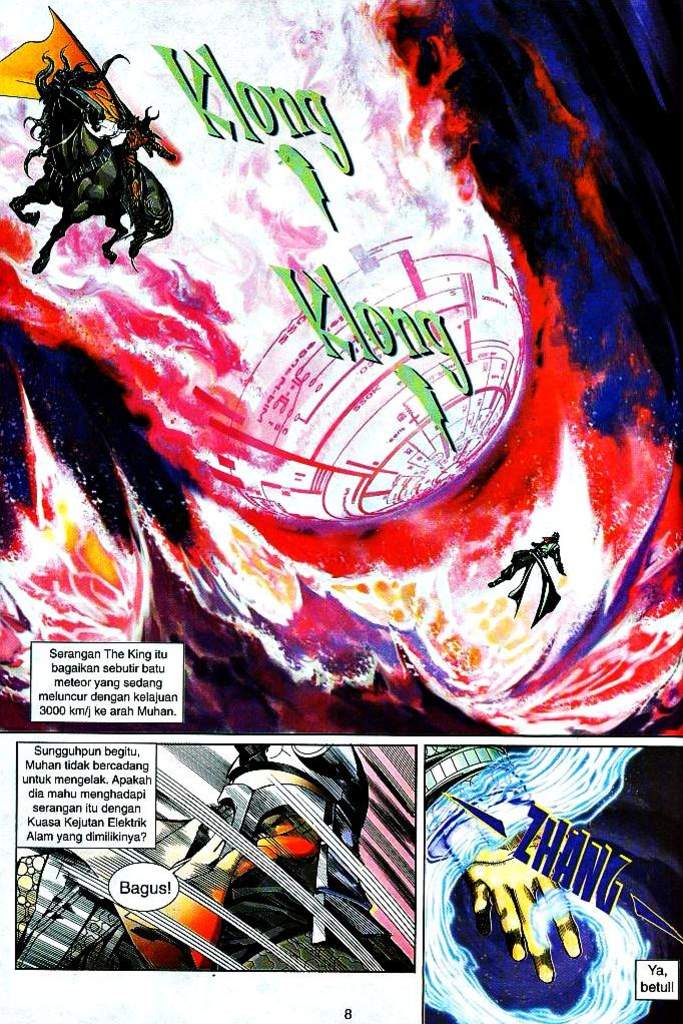 Klong
Klong
Serangan The King itu
bagaikan sebutir batu
meteor yang sedang
meluncur dengan kelajuan
3000 km/j ke arah Muhan.
Sungguhpun begitu,
Muhan tidak bercadang
untuk mengelak. Apakah
dia mahu menghadapi
serangan itu dengan
Kuasa Kejutan Elektrik
Alam yang dimilikinya?
Bagus!
ZHANG
Ya,
betul!
8